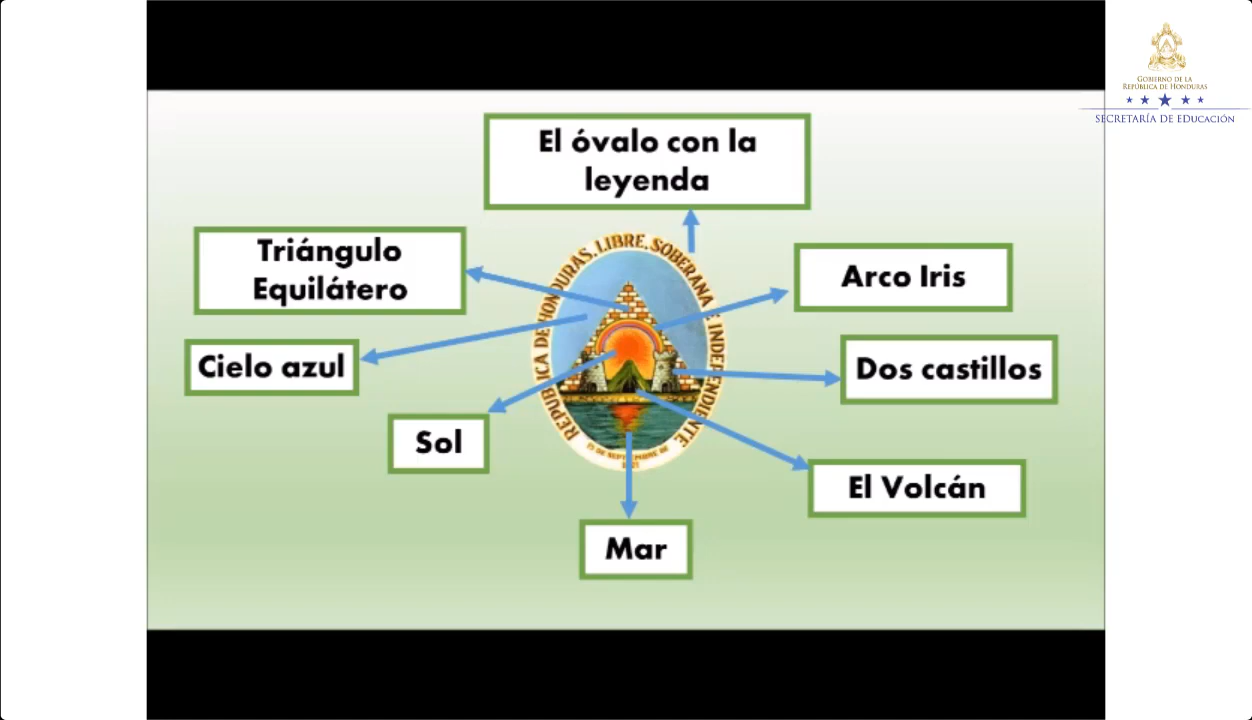 GOBIERNO DE LA
REPÚBLICA DE HONDURAS
SECRETARÍA DE EDUCACIÓN
El óvalo con la
leyenda
Triángulo
Equilátero
Arco Iris
Cielo azul
Dos castillos
Sol
El Volcán
Mar
REPUBLICA DE HONDURAS, LIBRE, SOBERANA E INDEPENDIENTE
15 DE SEPTIEMBRE DE
1821